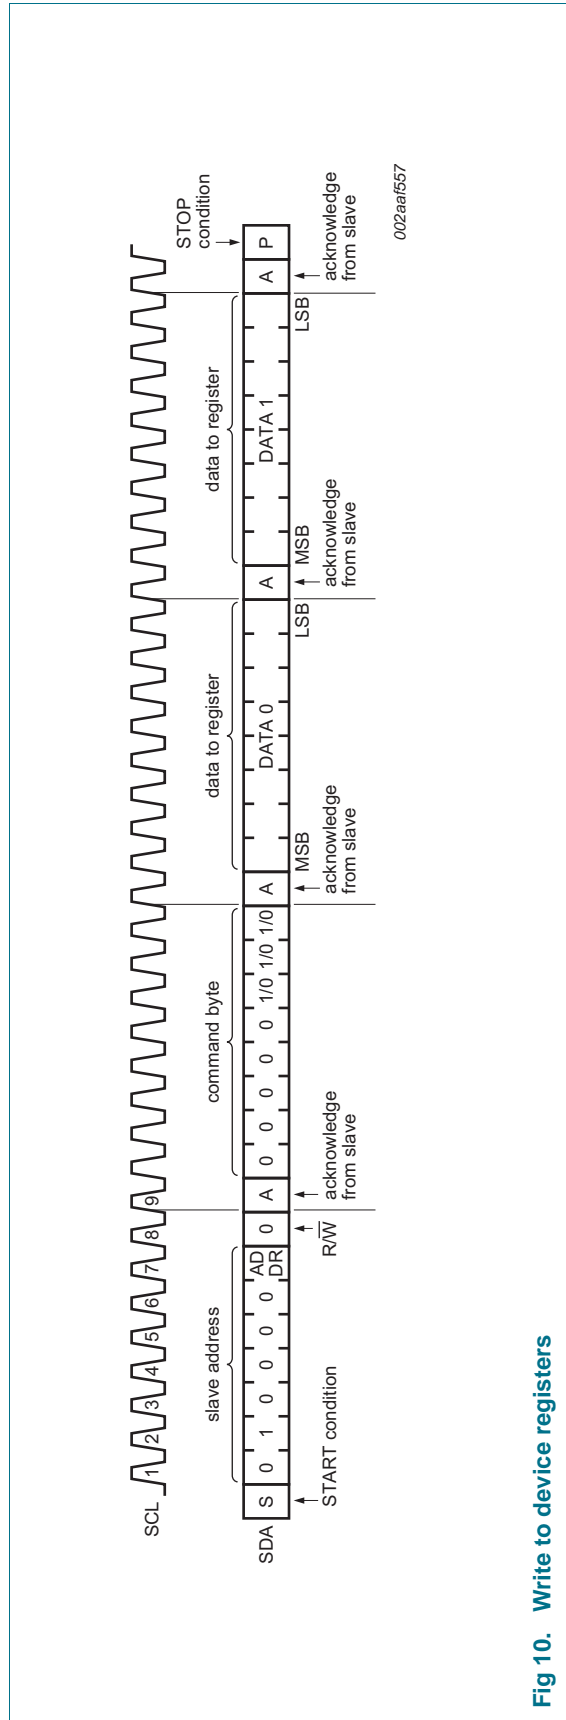 SCL 1 2 3 4 5 6 7 8 9
STOP
condition
slave address
command byte
data to register
data to register
SDA S 0 1 0 0 0 0 AD
DR 0 A 0 0 0 0 0 1/0 1/0 1/0 A DATA 0 A DATA 1 A P
MSB LSB MSB LSB
START condition
R/W
acknowledge
from slave
acknowledge
from slave
acknowledge
from slave
acknowledge
from slave
002aaf557
Fig 10. Write to device registers